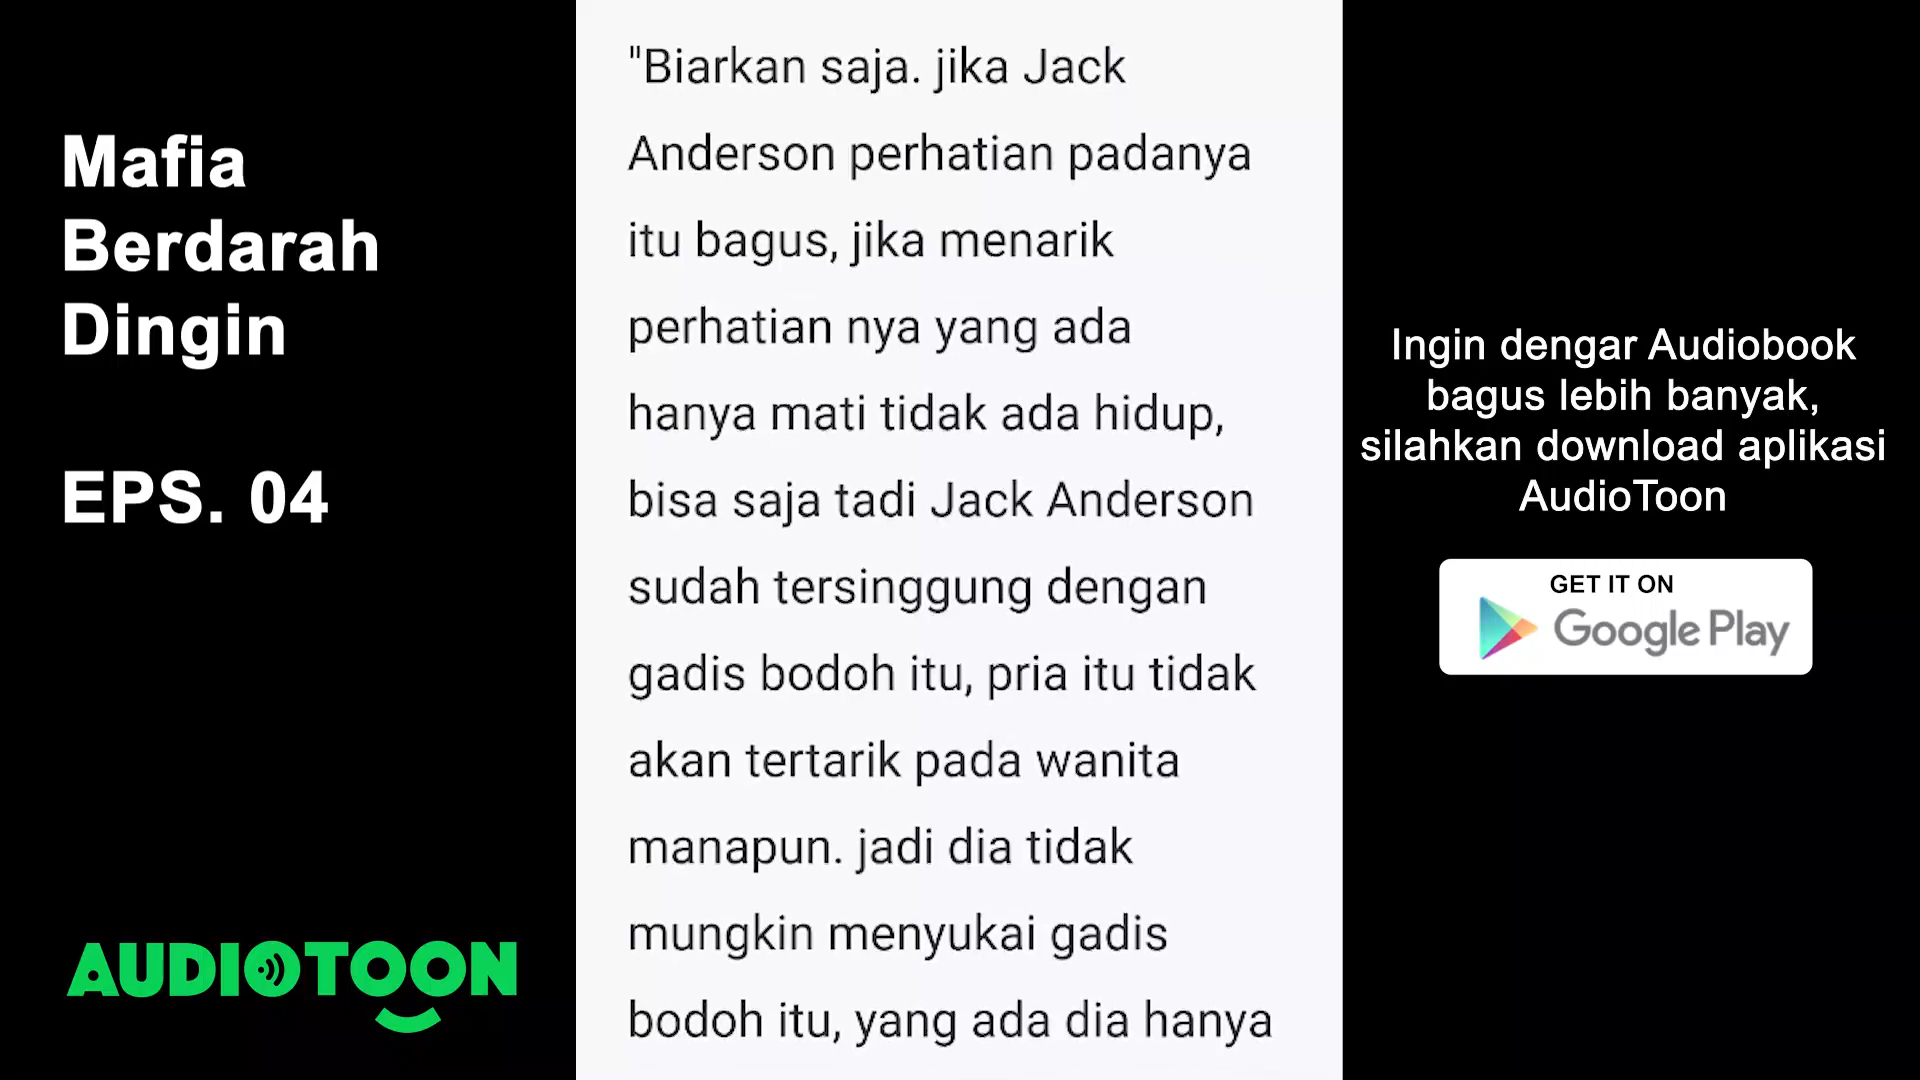 Mafia
Berdarah
Dingin
EPS. 04
AUDIOTOON
"Biarkan saja. jika Jack
Anderson perhatian padanya
itu bagus, jika menarik
perhatian nya yang ada
hanya mati tidak ada hidup,
bisa saja tadi Jack Anderson
sudah tersinggung dengan
gadis bodoh itu, pria itu tidak
akan tertarik pada wanita
manapun. jadi dia tidak
mungkin menyukai gadis
bodoh itu, yang ada dia hanya
Ingin dengar Audiobook
bagus lebih banyak,
silahkan download aplikasi
AudioToon
GET IT ON
Google Play